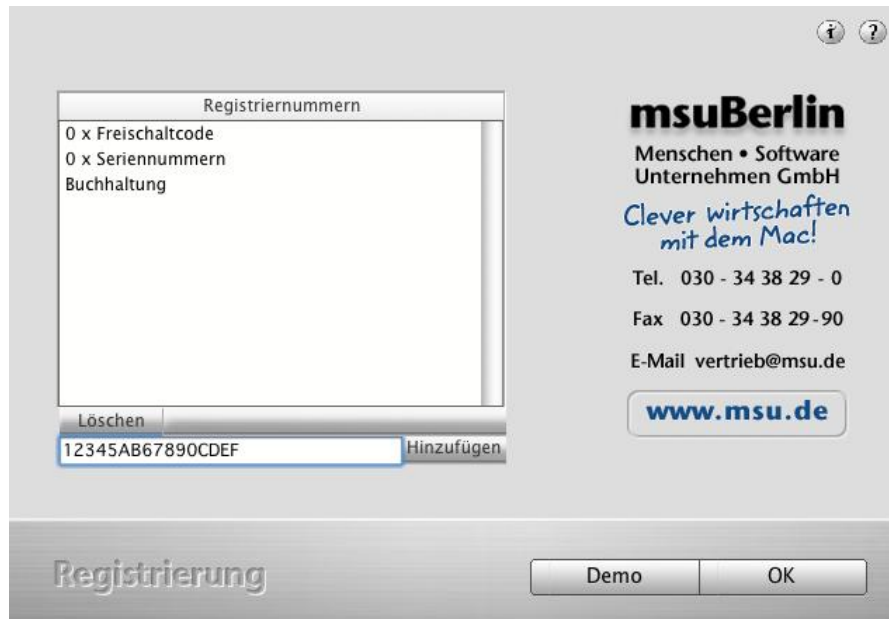 Registriernummern
0 x Freischaltcode
0 x Seriennummern
Buchhaltung
Löschen
12345AB67890CDEF
Hinzufügen
i ?
msuBerlin
Menschen • Software
Unternehmen GmbH
Clever wirtschaften
mit dem Mac!
Tel. 030 - 34 38 29 - 0
Fax 030 - 34 38 29-90
E-Mail vertrieb@msu.de
www.msu.de
Registrierung
Demo
OK